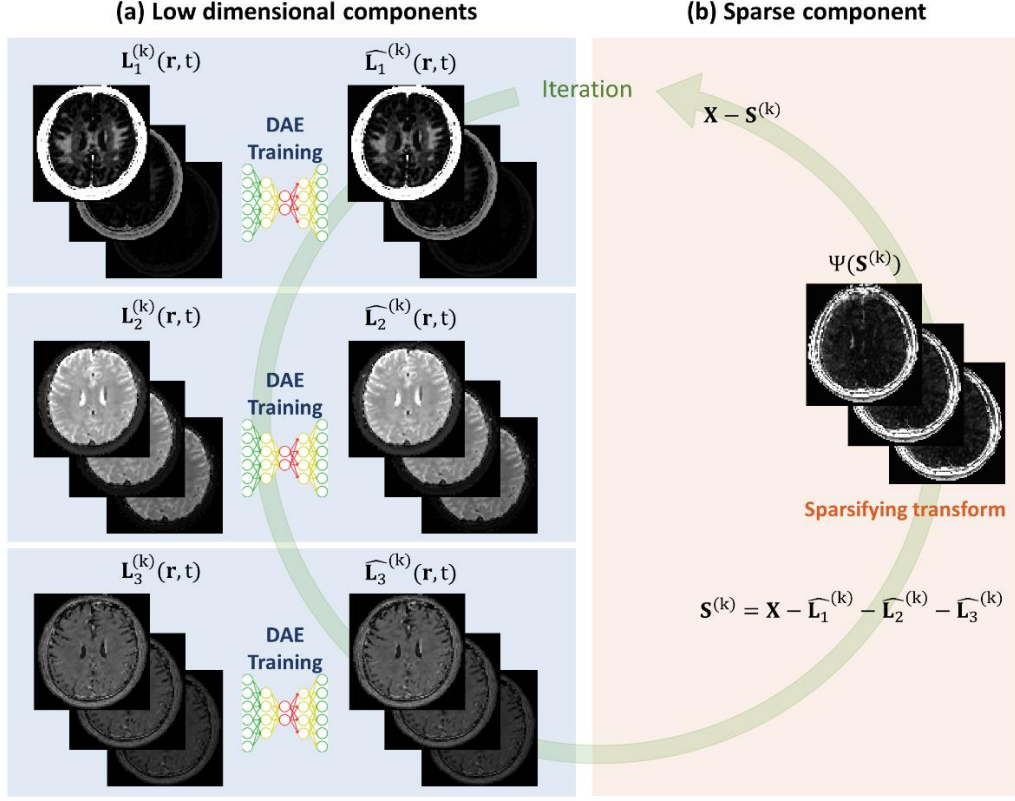 (a) Low dimensional components
(b) Sparse component
L₁⁽ᵏ⁾(r, t)
L̂₁⁽ᵏ⁾(r, t)
Iteration
X − S⁽ᵏ⁾
DAE
Training
Ψ(S⁽ᵏ⁾)
L₂⁽ᵏ⁾(r, t)
L̂₂⁽ᵏ⁾(r, t)
DAE
Training
Sparsifying transform
L₃⁽ᵏ⁾(r, t)
L̂₃⁽ᵏ⁾(r, t)
S⁽ᵏ⁾ = X − L̂₁⁽ᵏ⁾ − L̂₂⁽ᵏ⁾ − L̂₃⁽ᵏ⁾
DAE
Training